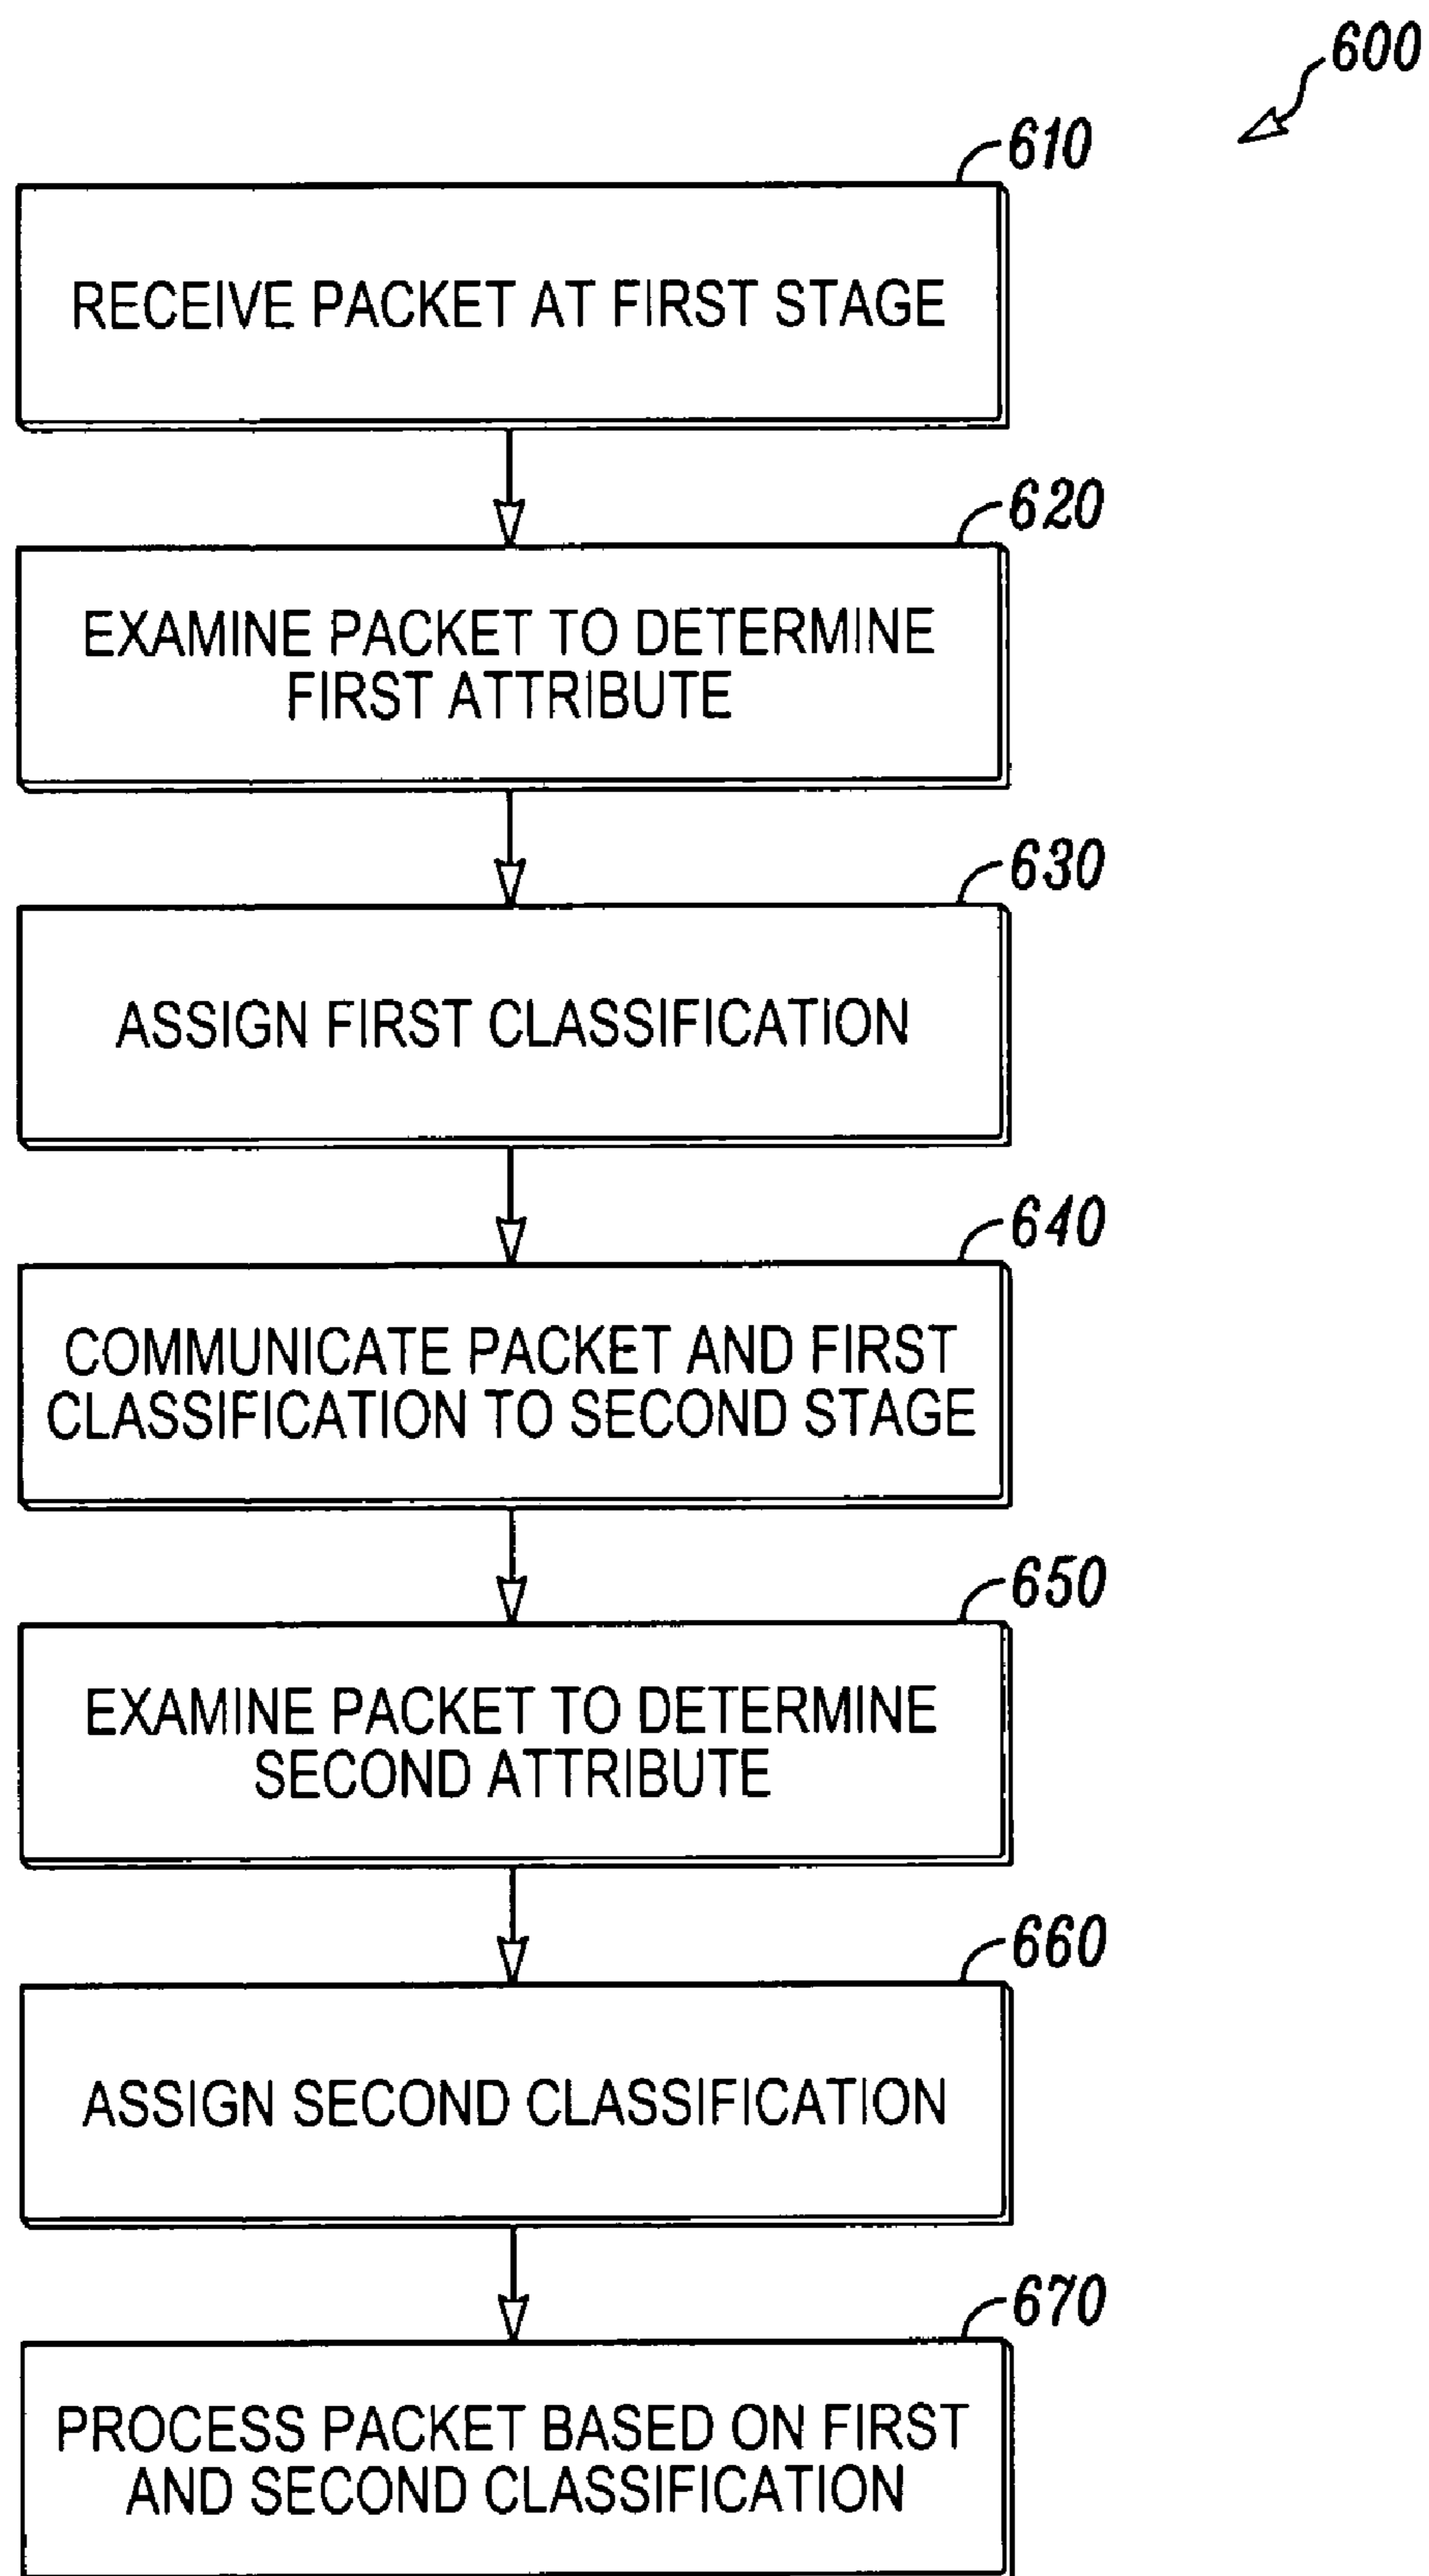 600
610
RECEIVE PACKET AT FIRST STAGE
620
EXAMINE PACKET TO DETERMINE
FIRST ATTRIBUTE
630
ASSIGN FIRST CLASSIFICATION
640
COMMUNICATE PACKET AND FIRST
CLASSIFICATION TO SECOND STAGE
650
EXAMINE PACKET TO DETERMINE
SECOND ATTRIBUTE
660
ASSIGN SECOND CLASSIFICATION
670
PROCESS PACKET BASED ON FIRST
AND SECOND CLASSIFICATION